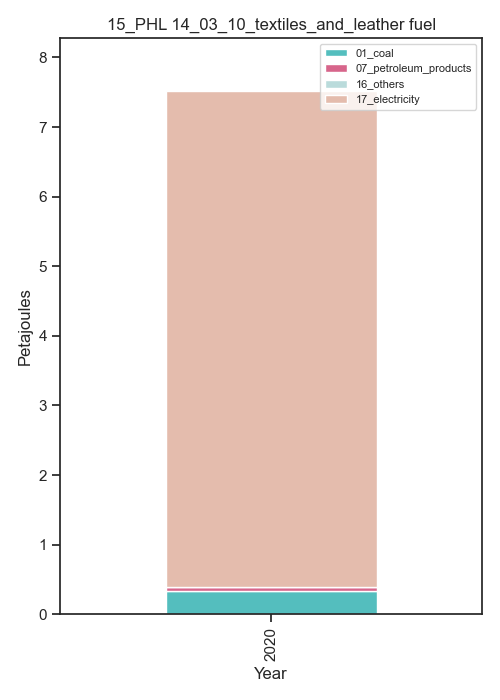 15_PHL 14_03_10_textiles_and_leather fuel
01_coal
07_petroleum_products
16_others
17_electricity
8
7
6
5
4
3
2
1
0
Petajoules
2020
Year